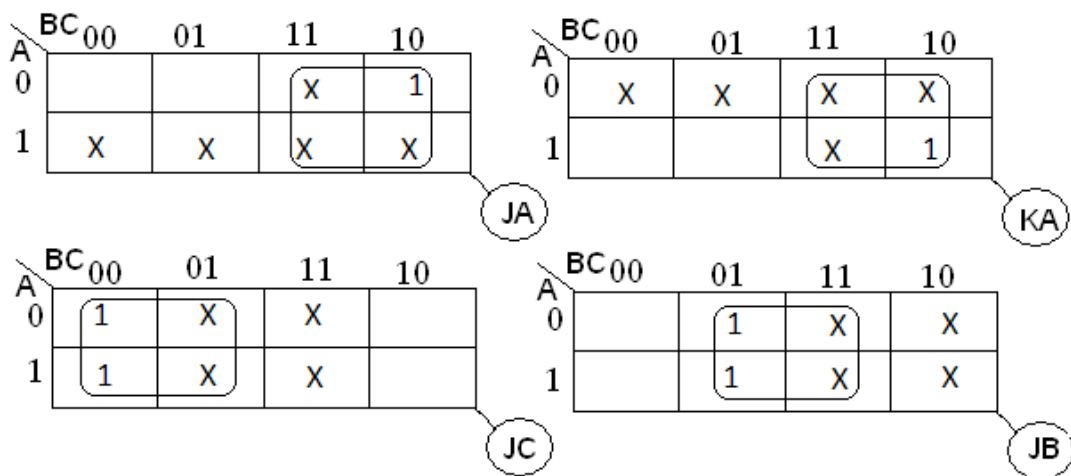 BC 00 01 11 10
A
0 X 1
1 X X X X
JA
BC 00 01 11 10
A
0 X X X X
1 X 1
KA
BC 00 01 11 10
A
0 1 X X
1 1 X X
JC
BC 00 01 11 10
A
0 1 X X
1 1 X X
JB